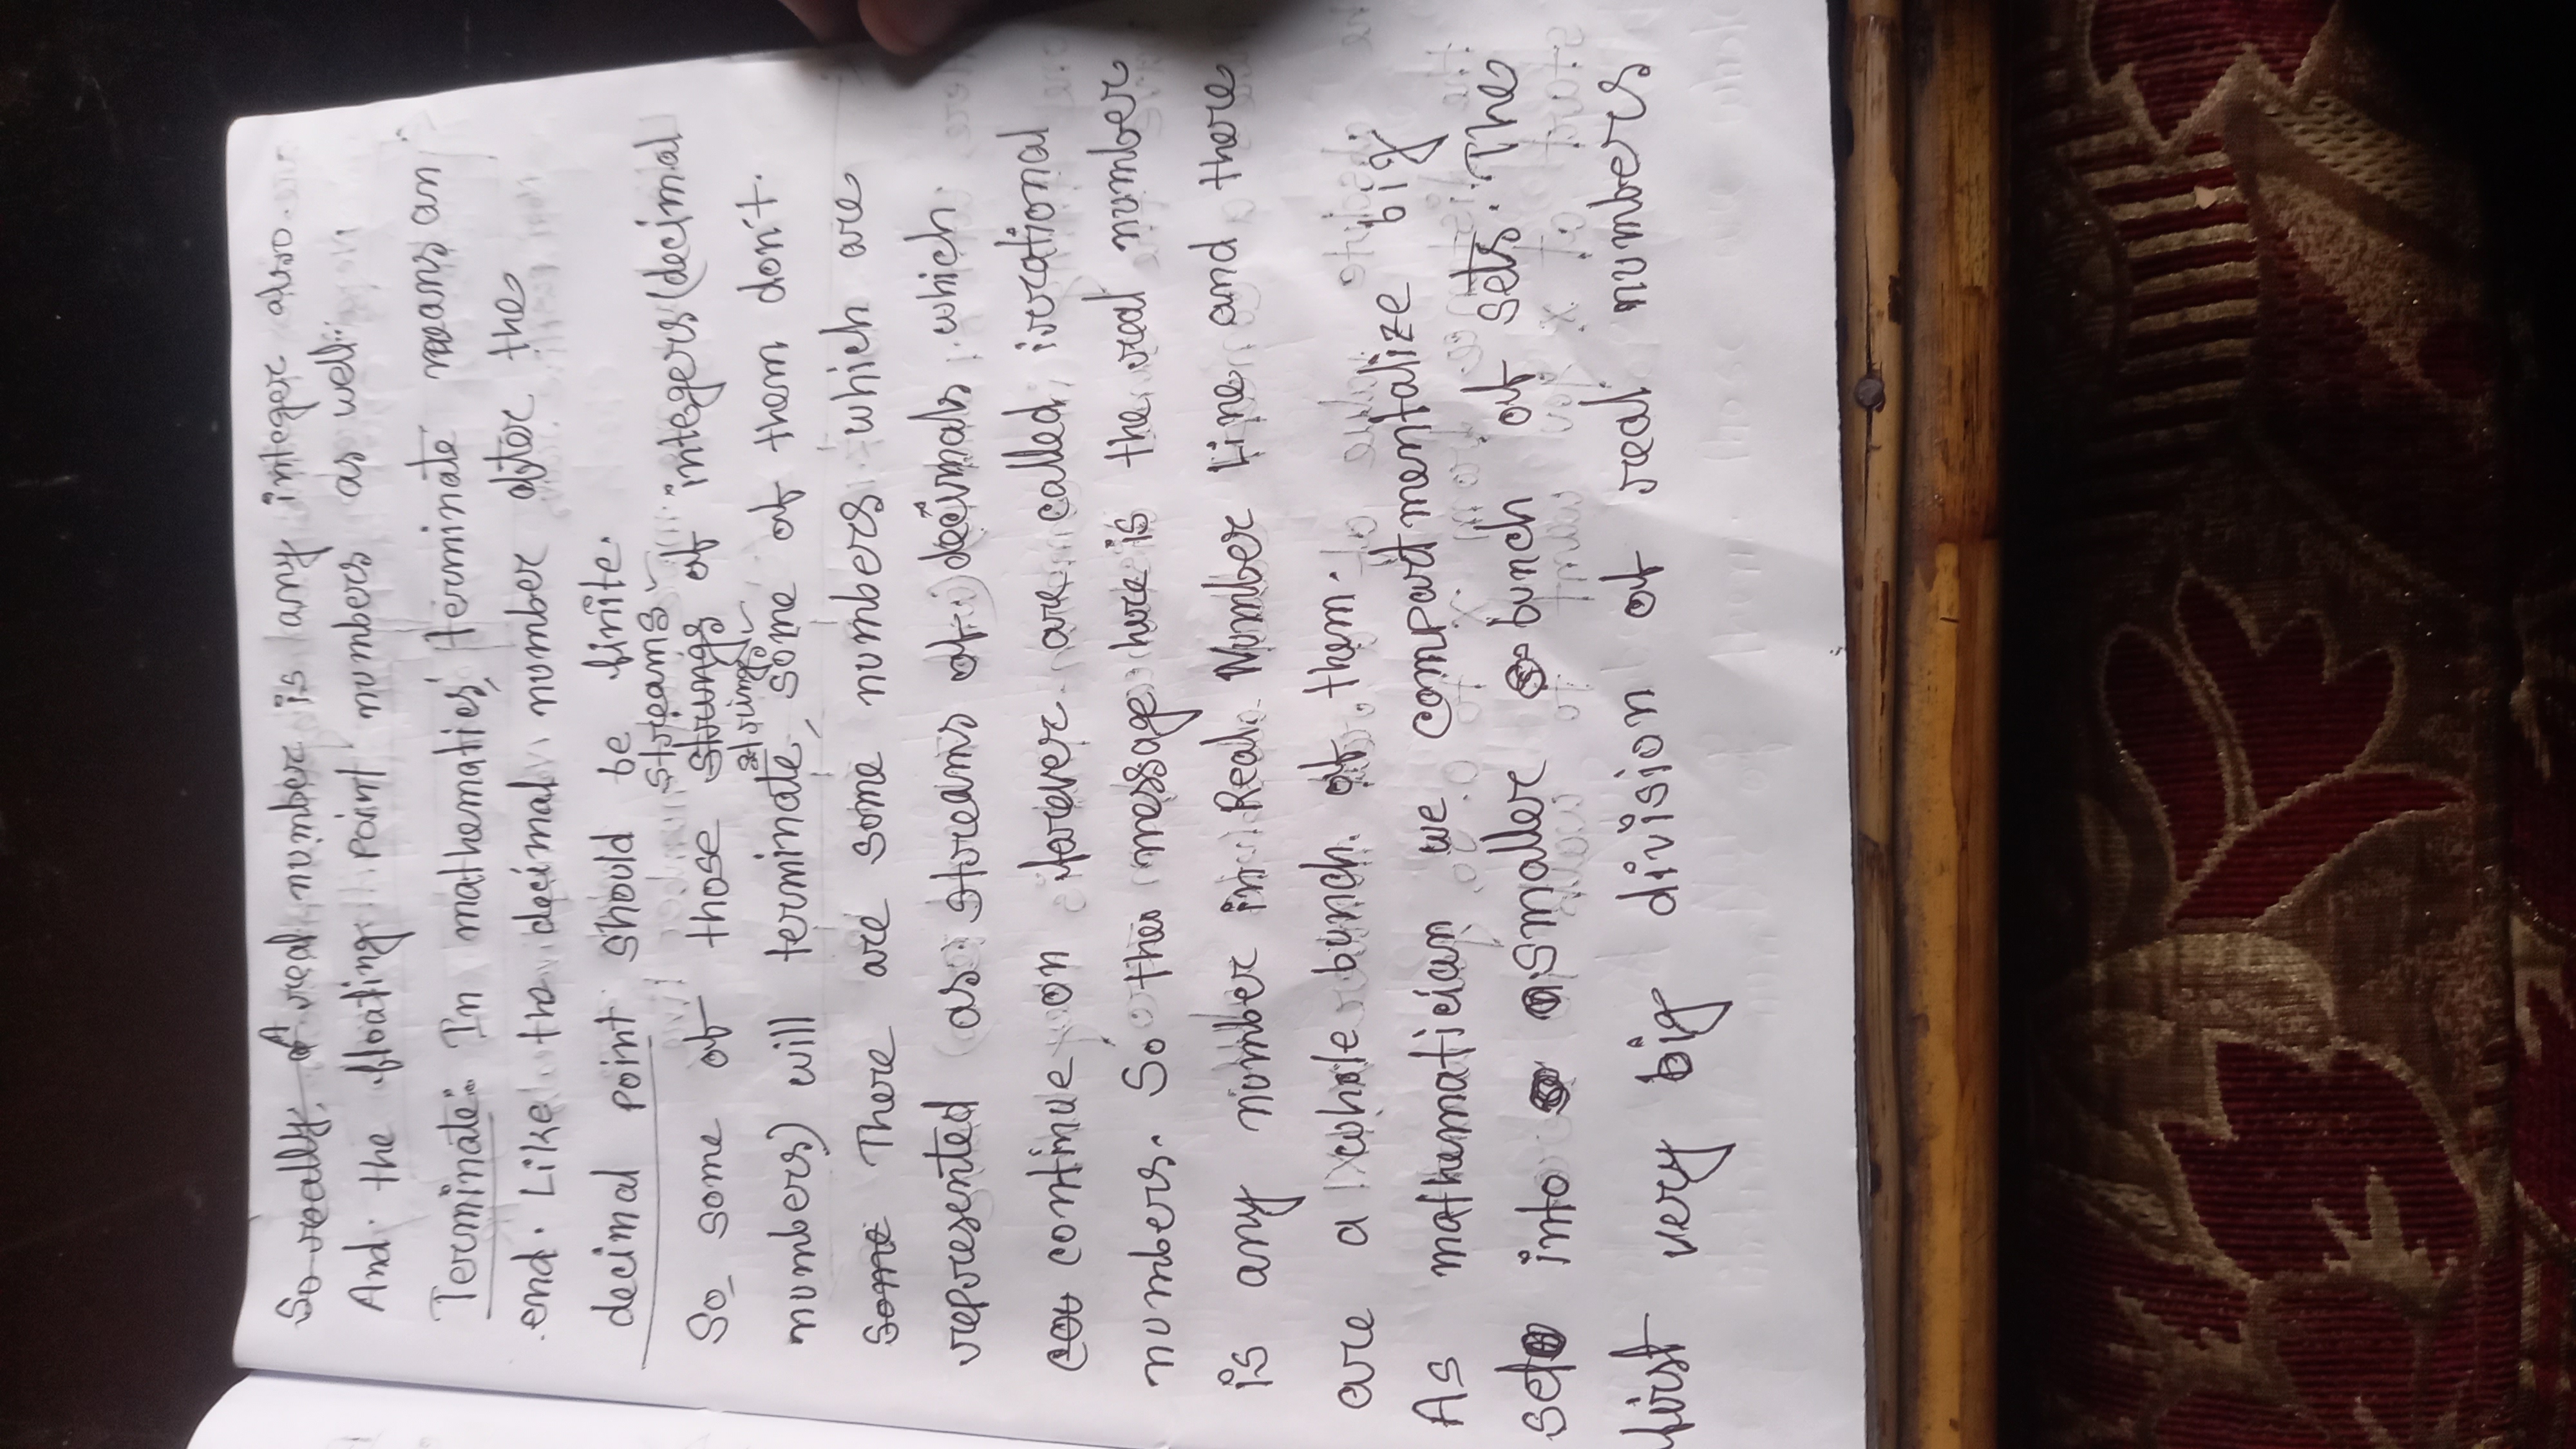 So really, A real number is any integer also.
And the floating point numbers as well.
Terminate: In mathematics, terminate means an
end. Like the decimal number after the
decimal point should be finite.
streams
So some of those strings of integers (decimal
strings
numbers) will terminate, some of them don't.
some There are some numbers which are
represented as streams of decimals which
cou continue on forever are called irrational
numbers. So the message here is the real number
is any number in Real Number Line and there
are a whole bunch of them.
As mathematician we compartmentalize big
set into a smaller bunch of sets. The
first very big division of real numbers